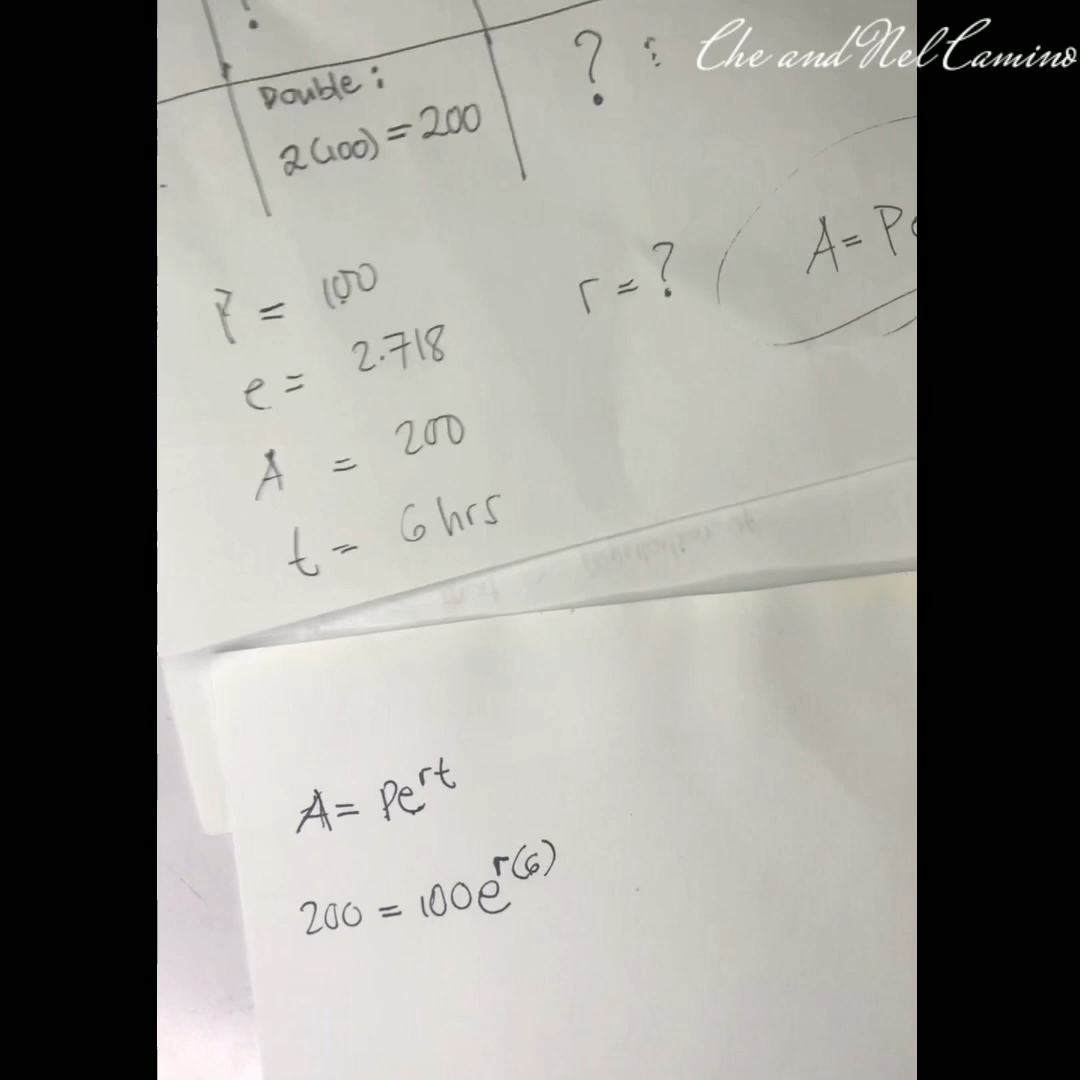 Che and Nel Camino
?
Double :
2(100) = 200
?
P = 100
r = ?
A = Pe
e = 2.718
A = 200
t = 6 hrs
A = Pe^rt
200 = 100e^r(6)